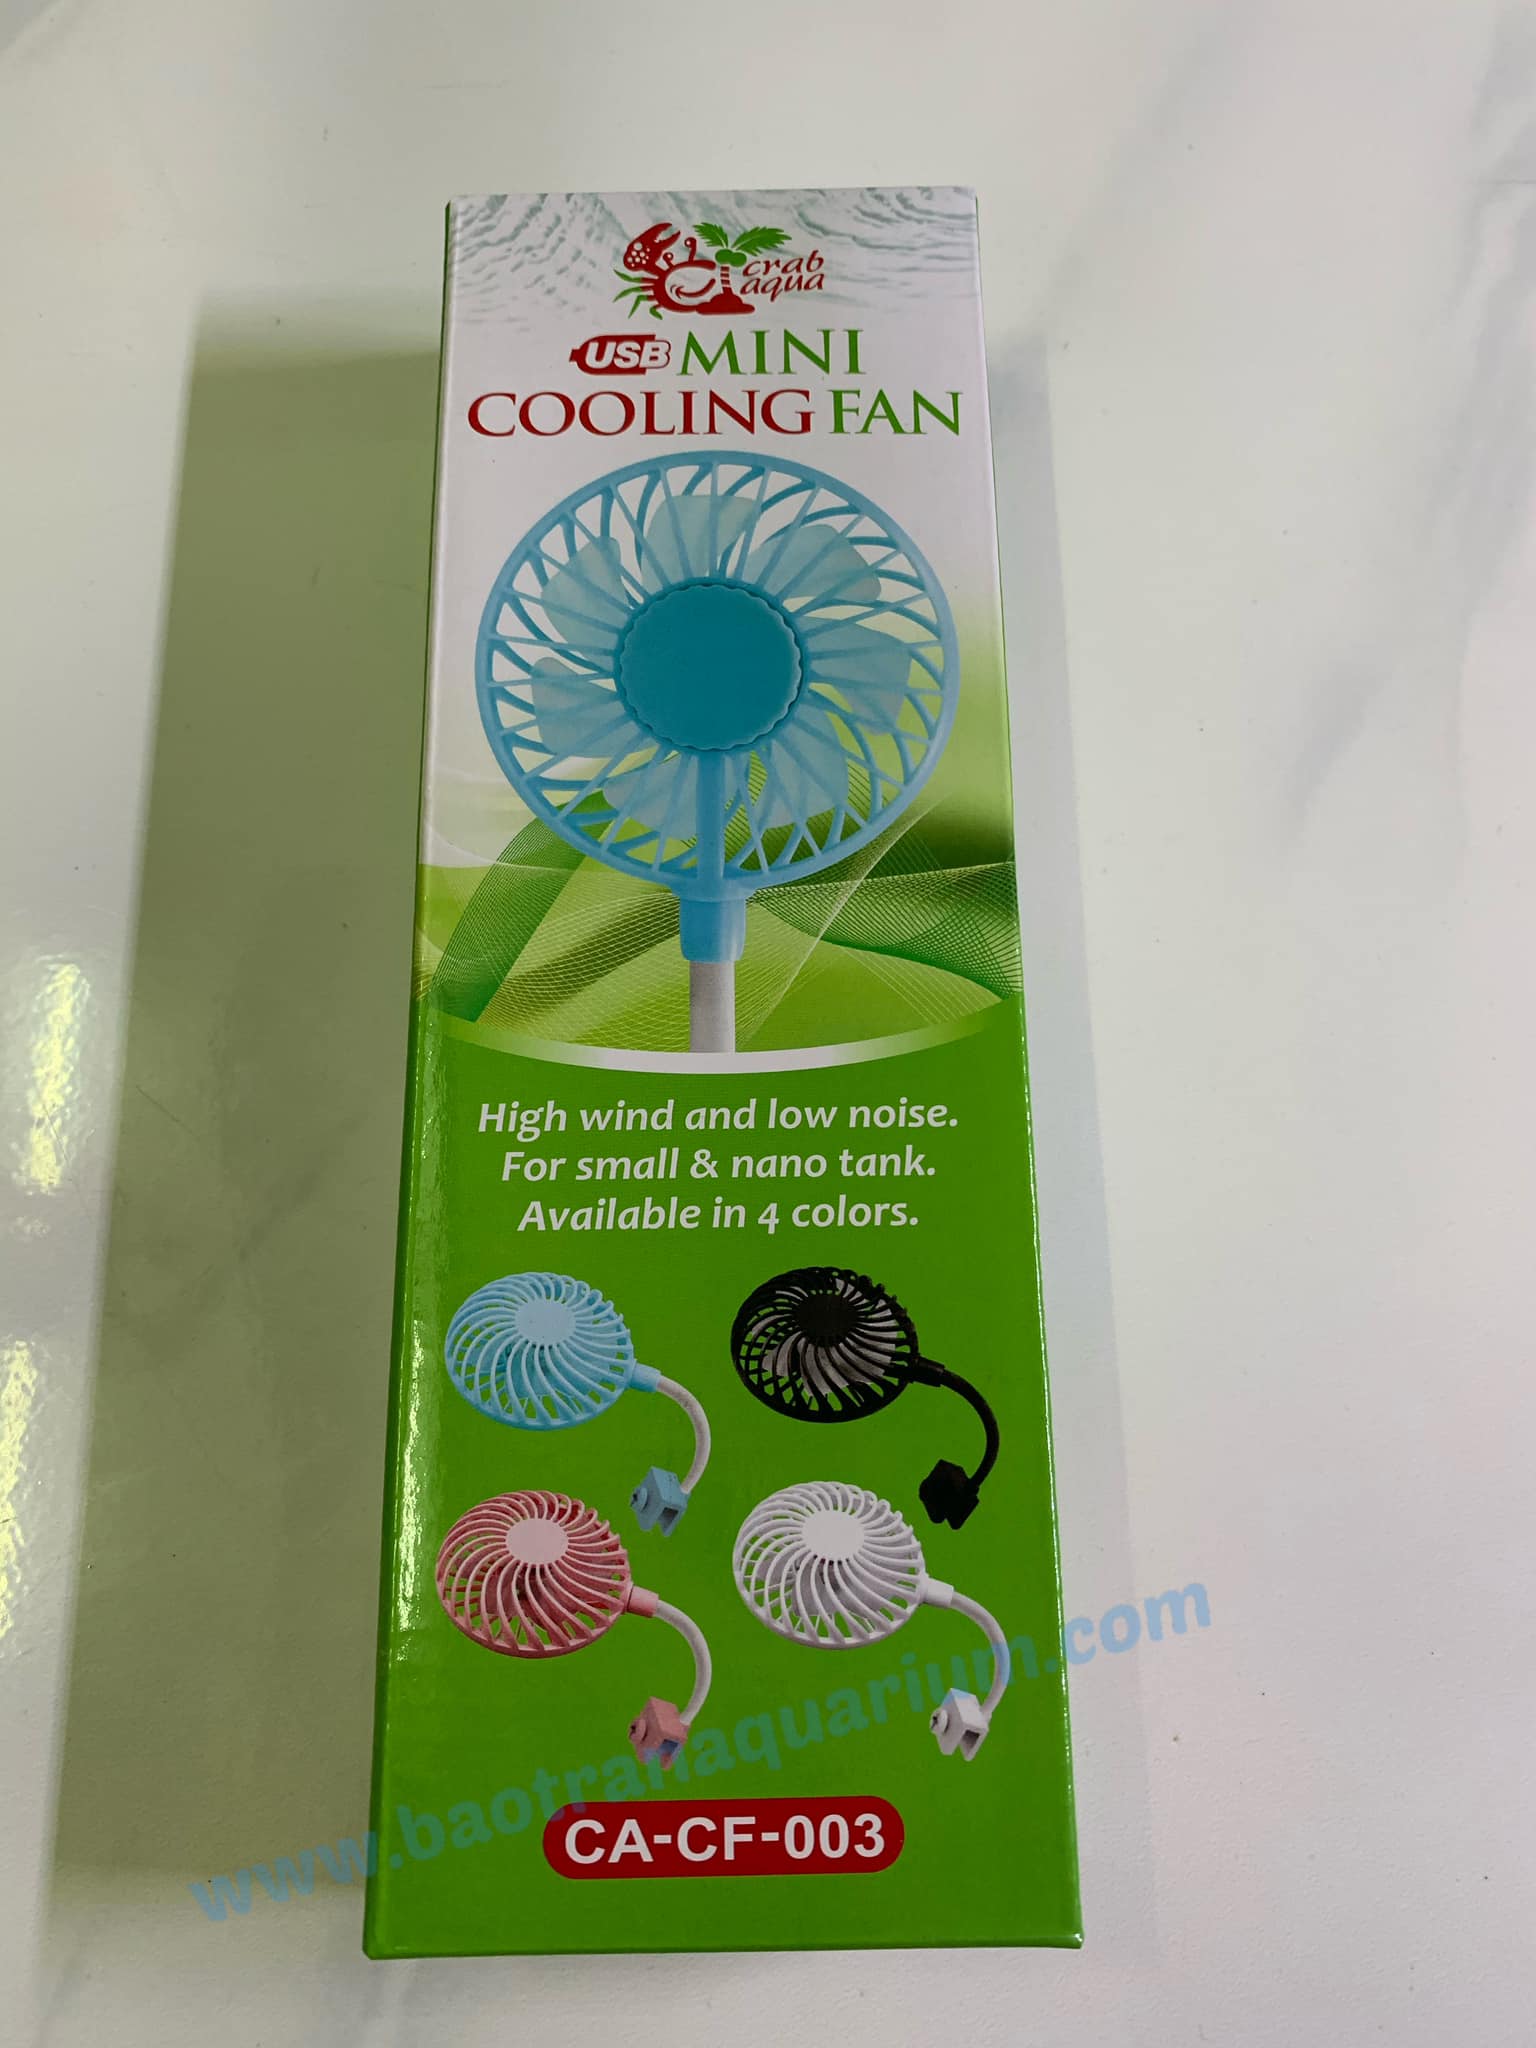 crab
aqua
USB MINI
COOLING FAN
High wind and low noise.
For small & nano tank.
Available in 4 colors.
www.baotranaquarium.com
CA-CF-003